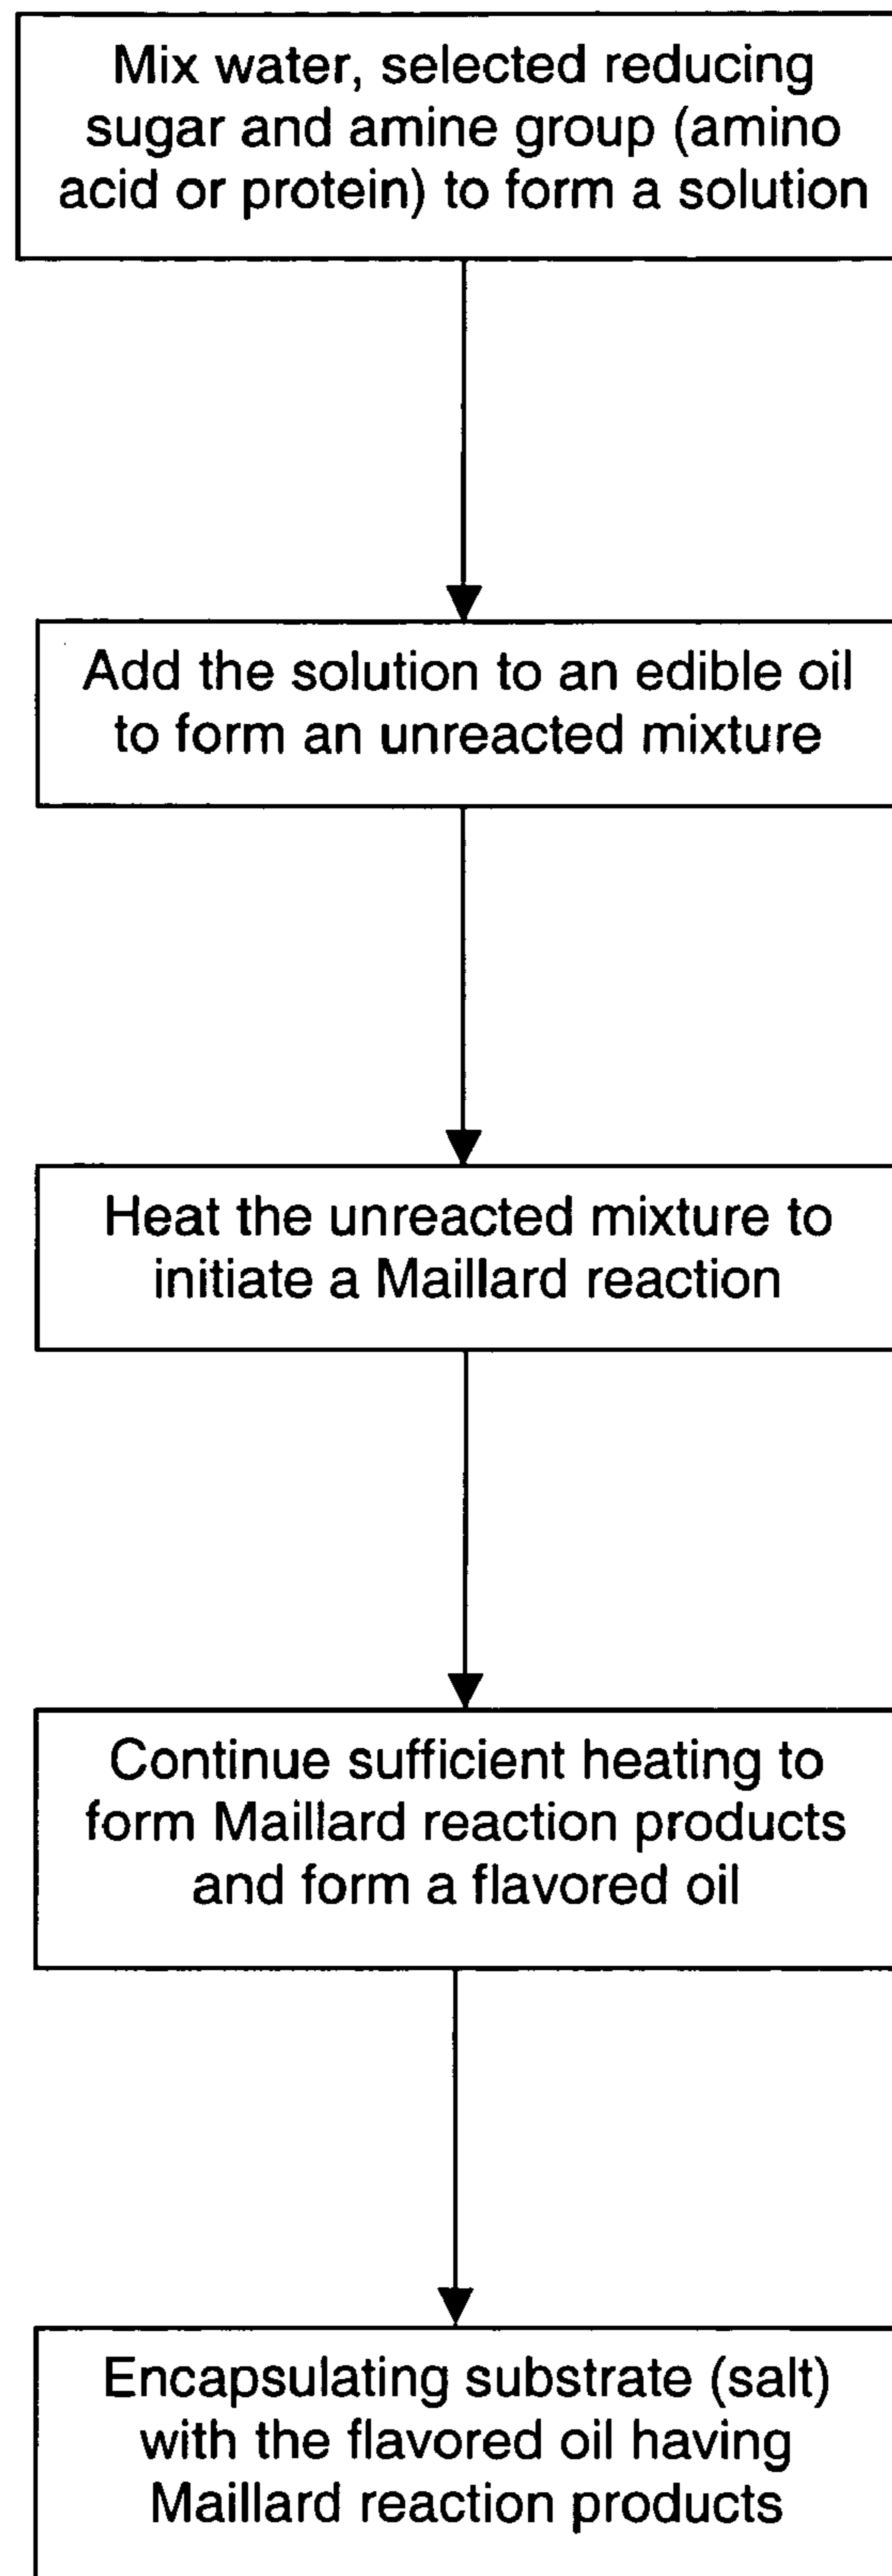 Mix water, selected reducing
sugar and amine group (amino
acid or protein) to form a solution
Add the solution to an edible oil
to form an unreacted mixture
Heat the unreacted mixture to
initiate a Maillard reaction
Continue sufficient heating to
form Maillard reaction products
and form a flavored oil
Encapsulating substrate (salt)
with the flavored oil having
Maillard reaction products